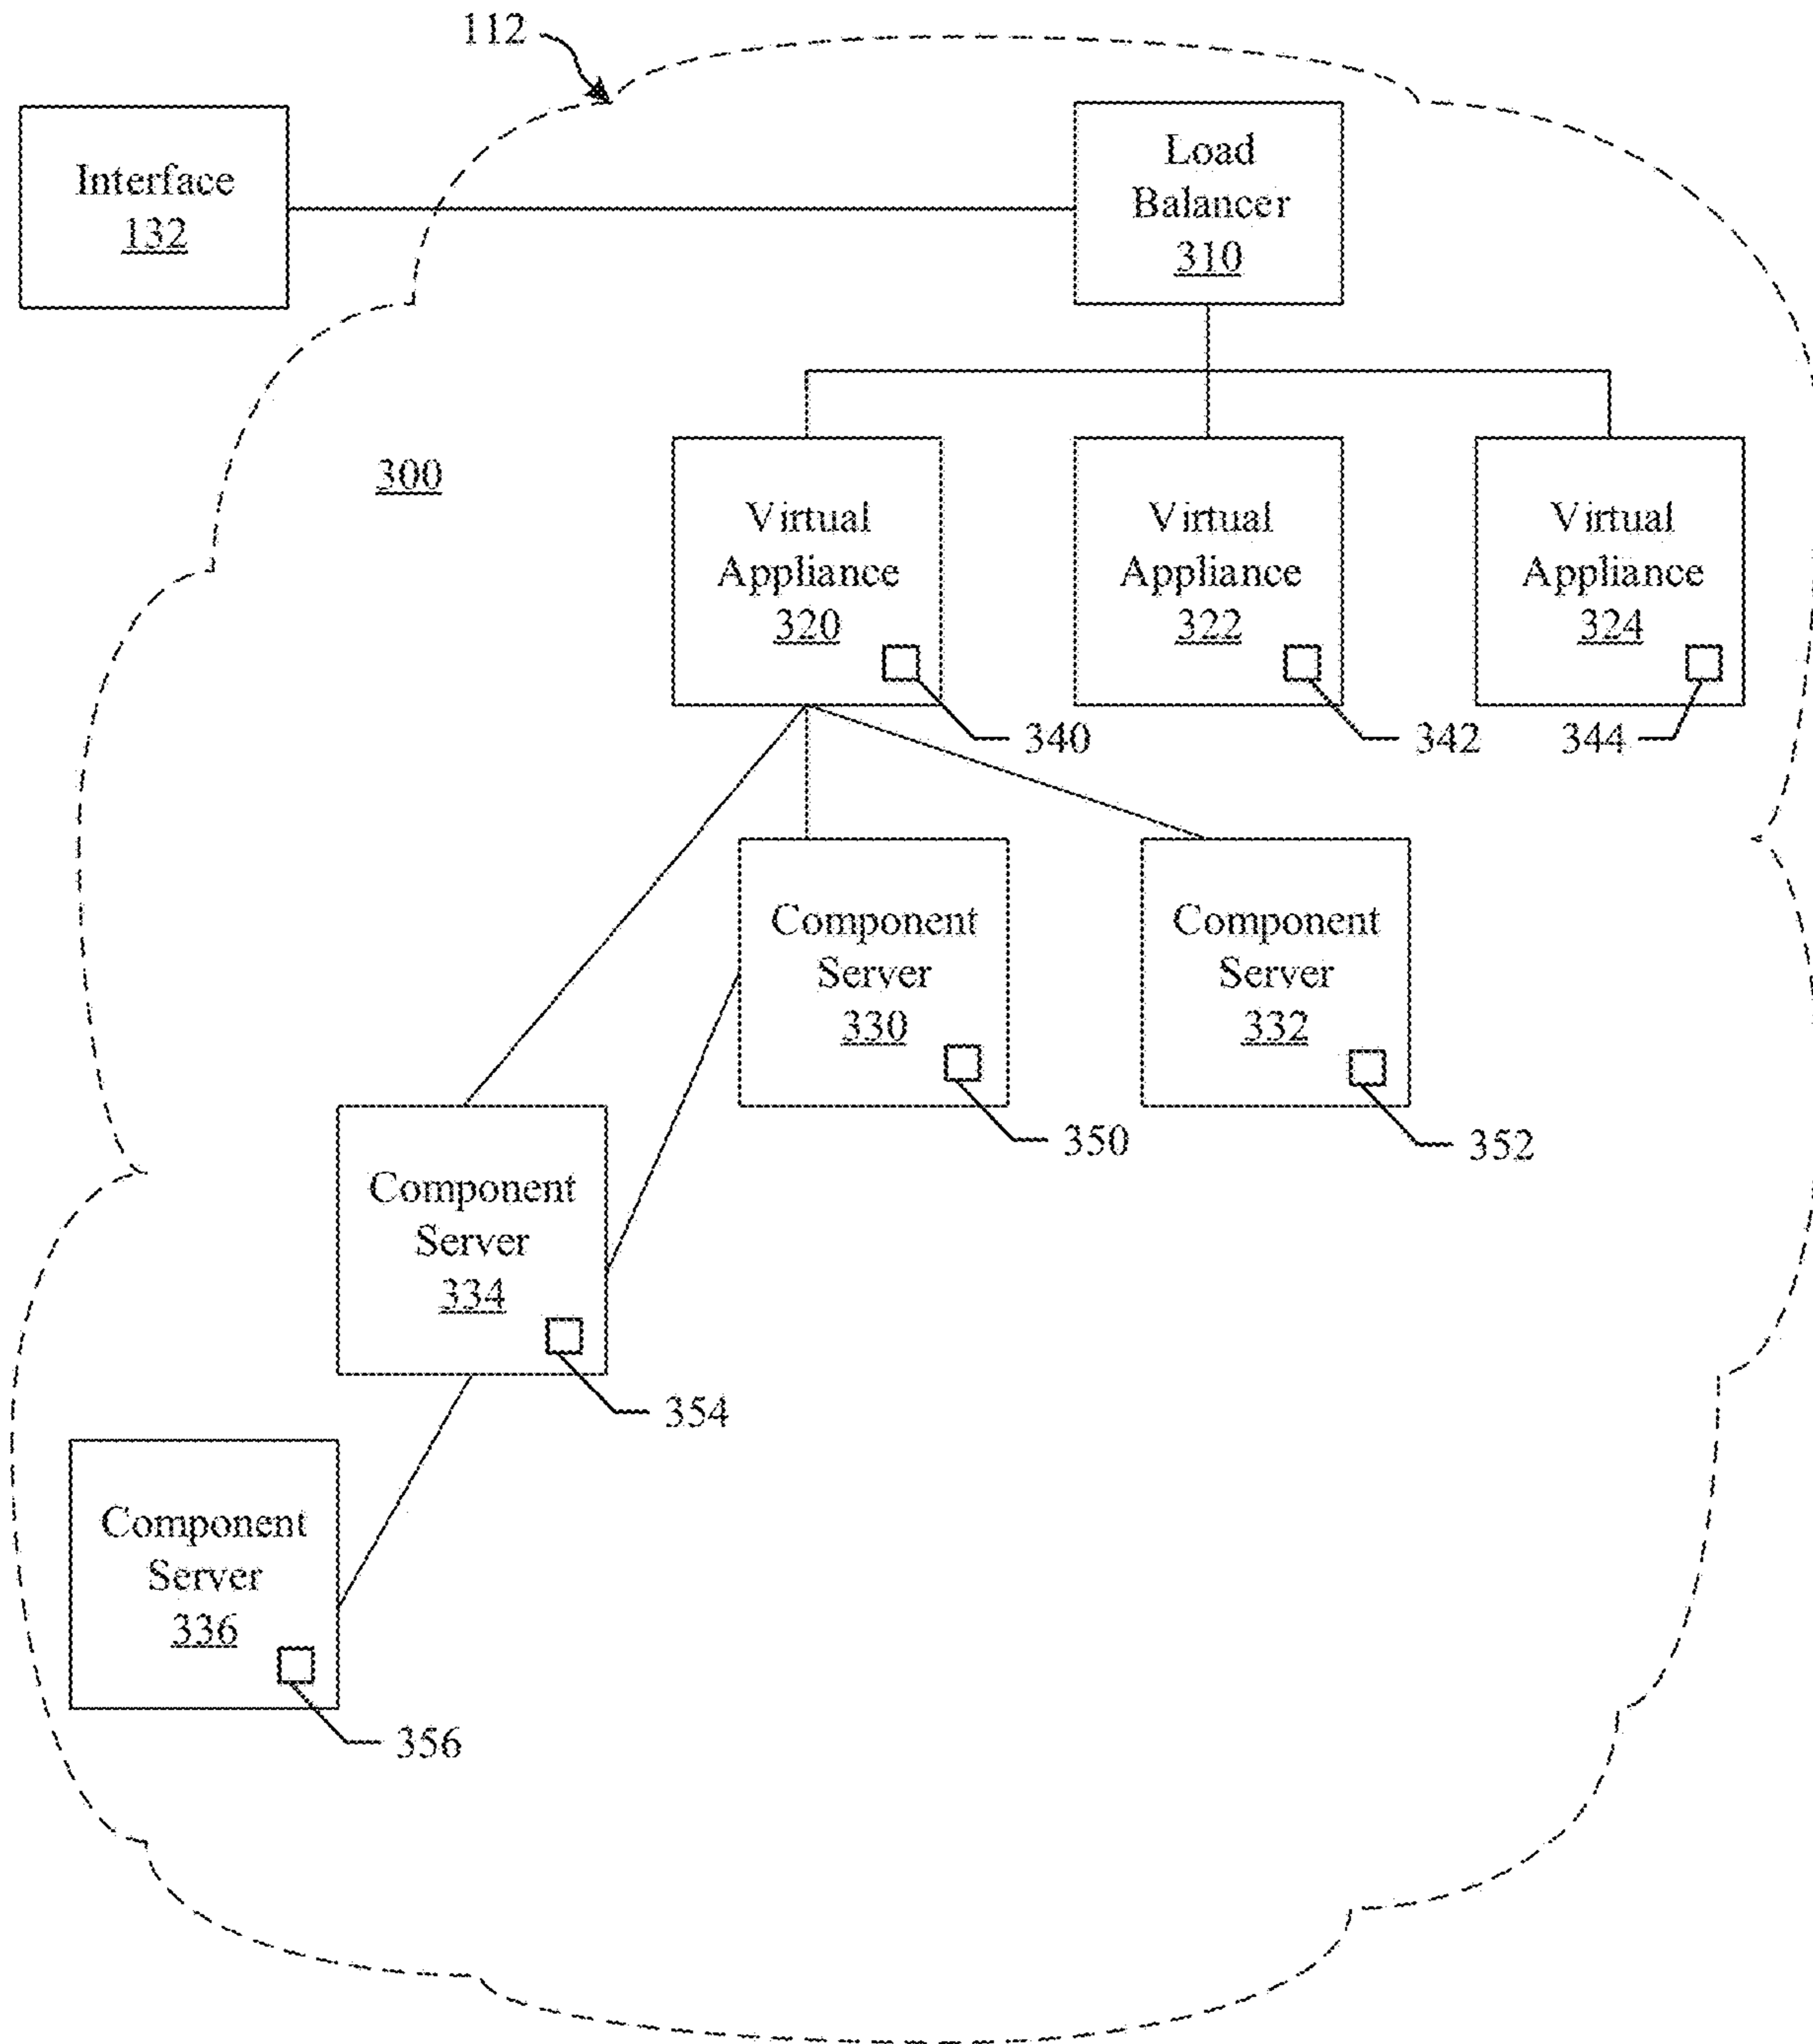 112
Interface
132
Load
Balancer
310
300
Virtual
Appliance
320
Virtual
Appliance
322
Virtual
Appliance
324
340
342
344
Component
Server
330
Component
Server
332
350
352
Component
Server
334
354
Component
Server
336
356